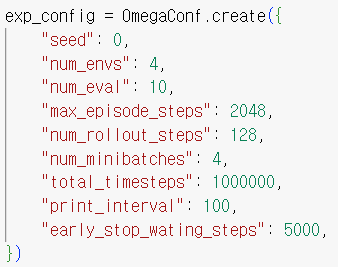 exp_config = OmegaConf.create({
    "seed": 0,
    "num_envs": 4,
    "num_eval": 10,
    "max_episode_steps": 2048,
    "num_rollout_steps": 128,
    "num_minibatches": 4,
    "total_timesteps": 1000000,
    "print_interval": 100,
    "early_stop_wating_steps": 5000,
})